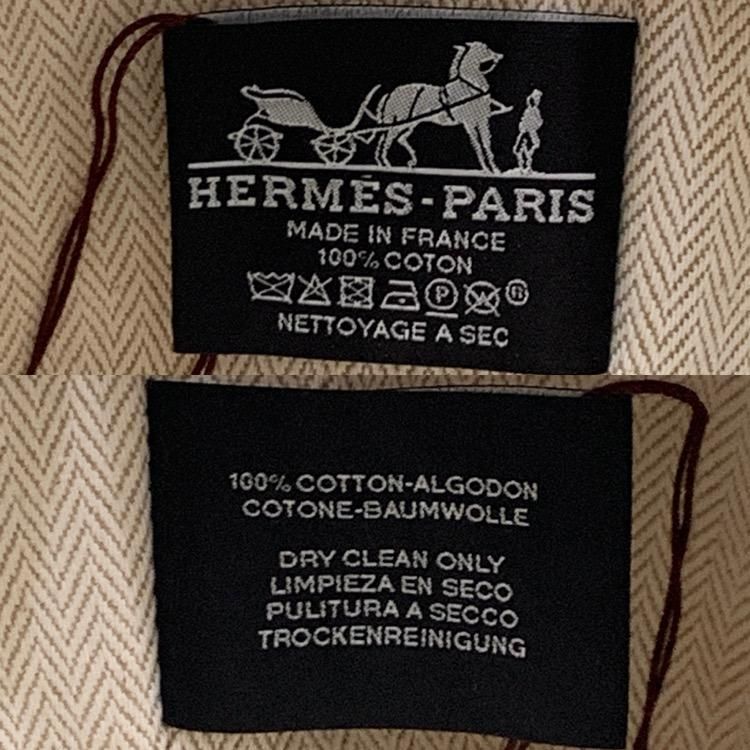 HERMÈS-PARIS
MADE IN FRANCE
100% COTON
P
NETTOYAGE A SEC
100% COTTON-ALGODON
COTONE-BAUMWOLLE
DRY CLEAN ONLY
LIMPIEZA EN SECO
PULITURA A SECCO
TROCKENREINIGUNG